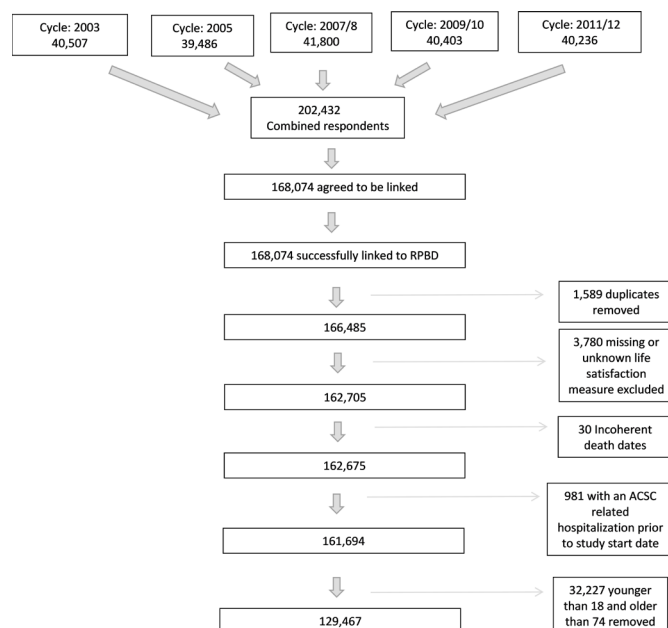 Cycle: 2003
40,507
Cycle: 2005
39,486
Cycle: 2007/8
41,800
Cycle: 2009/10
40,403
Cycle: 2011/12
40,236
202,432
Combined respondents
168,074 agreed to be linked
168,074 successfully linked to RPBD
1,589 duplicates
removed
166,485
3,780 missing or
unknown life
satisfaction
measure excluded
162,705
30 Incoherent
death dates
162,675
981 with an ACSC
related
hospitalization prior
to study start date
161,694
32,227 younger
than 18 and older
than 74 removed
129,467